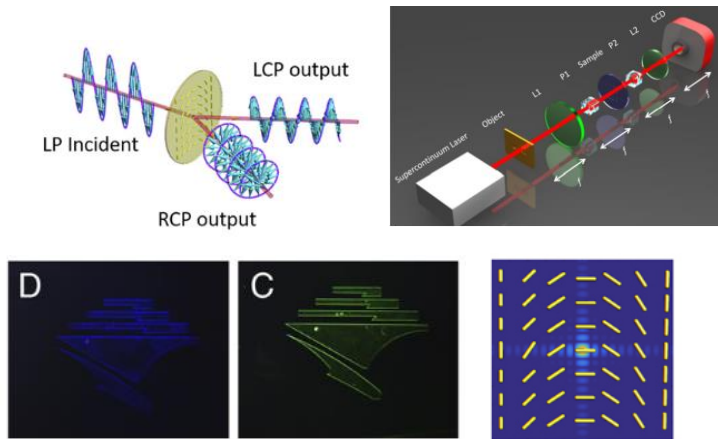 LCP output
LP Incident
RCP output
Supercontinuum Laser
Object
L1
P1
Sample
P2
L2
CCD
f
f
f
f
D
C